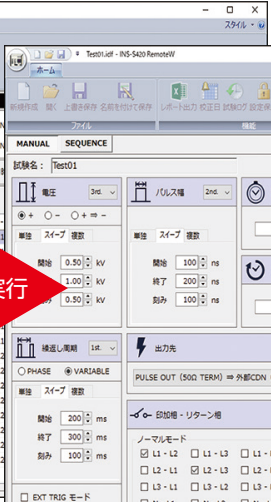 スタイル
Test01.idf - INS-S420 RemoteW
ホーム
新規作成 開く 上書き保存 名前を付けて保存 レポート出力 校正日 試験ログ 設定保
ファイル 機能
MANUAL SEQUENCE
試験名： Test01
電圧 3rd. パルス幅 2nd.
+ - + ⇒ -
単独 スイープ 複数 単独 スイープ 複数
開始 0.50 kV 開始 100 ns
1.00 kV 終了 200 ns
刻み 0.50 kV 刻み 100 ns
実行
繰返し周期 1st. 出力先
PHASE VARIABLE
PULSE OUT (50Ω TERM) ⇒ 外部CDN
単独 スイープ 複数
印加相 - リターン相
開始 200 ms
終了 300 ms
刻み 100 ms
ノーマルモード
L1 - L2 L1 - L3 L1 -
L2 - L1 L2 - L3 L2 -
L3 - L1 L3 - L2 L3 -
EXT TRIG モード